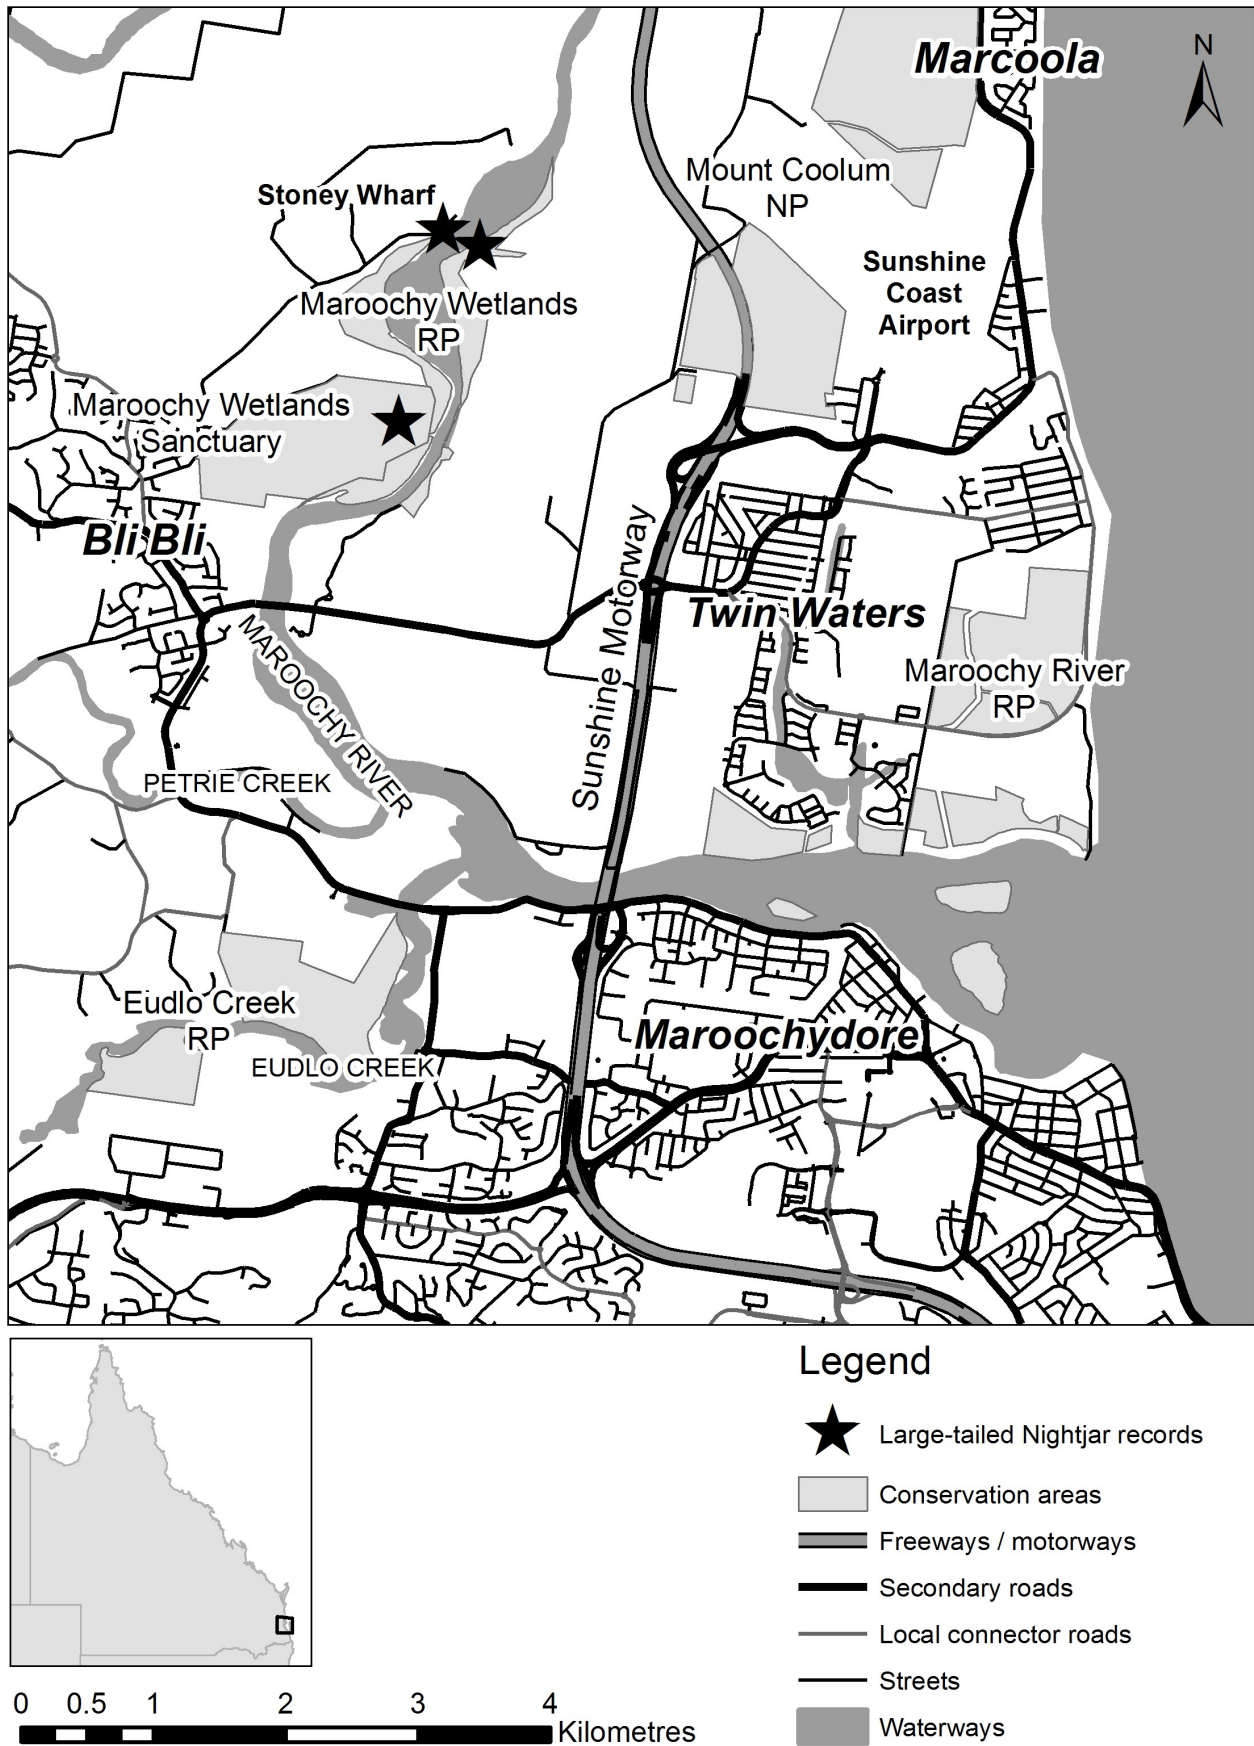 Marcoola
N
Mount Coolum
NP
Stoney Wharf
Sunshine
Coast
Airport
Maroochy Wetlands
RP
Maroochy Wetlands
Sanctuary
Bli Bli
Sunshine Motorway
Twin Waters
MAROOCHY RIVER
Maroochy River
RP
PETRIE CREEK
Eudlo Creek
RP
Maroochydore
EUDLO CREEK
Legend
Large-tailed Nightjar records
Conservation areas
Freeways / motorways
Secondary roads
Local connector roads
Streets
Waterways
0 0.5 1 2 3 4
Kilometres